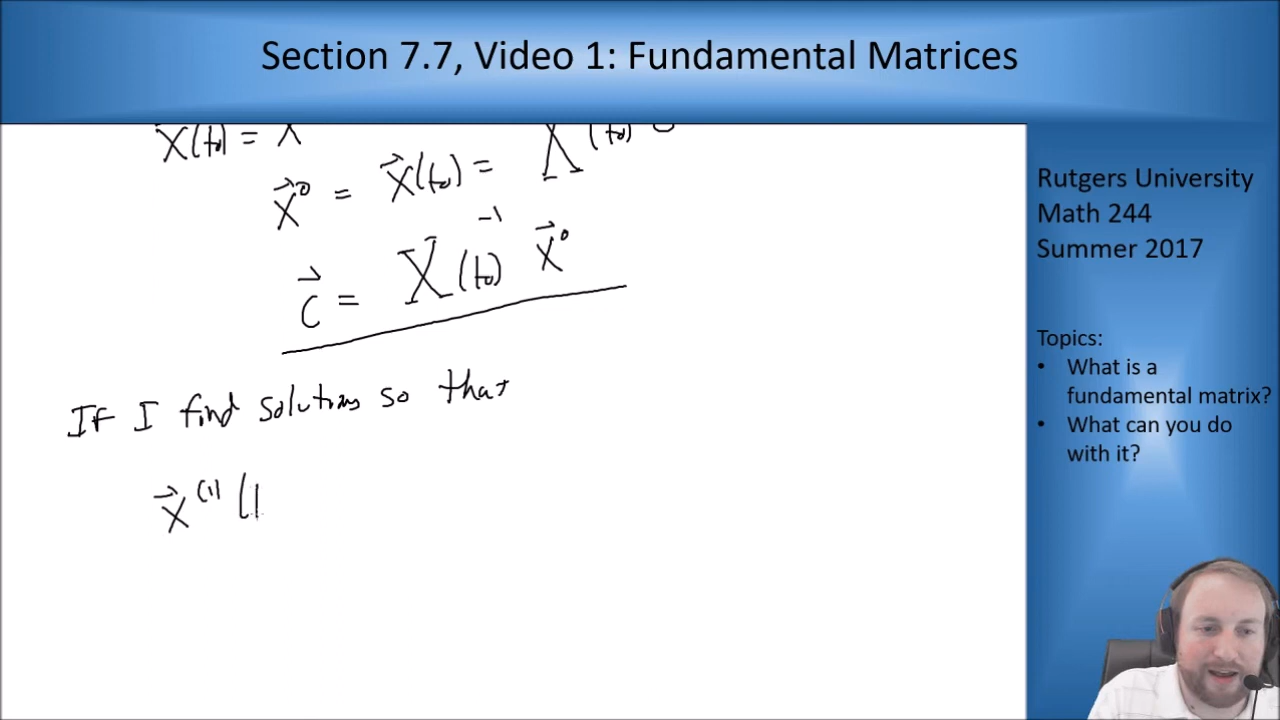 Section 7.7, Video 1: Fundamental Matrices
X⃗(t₀) = X
X⃗⁰ = X⃗(t₀) = X(t₀)
C⃗ = X⁻¹(t₀) X⃗⁰
If I find solutions so that
X⃗⁽¹⁾ (
Rutgers University
Math 244
Summer 2017
Topics:
• What is a
fundamental matrix?
• What can you do
with it?